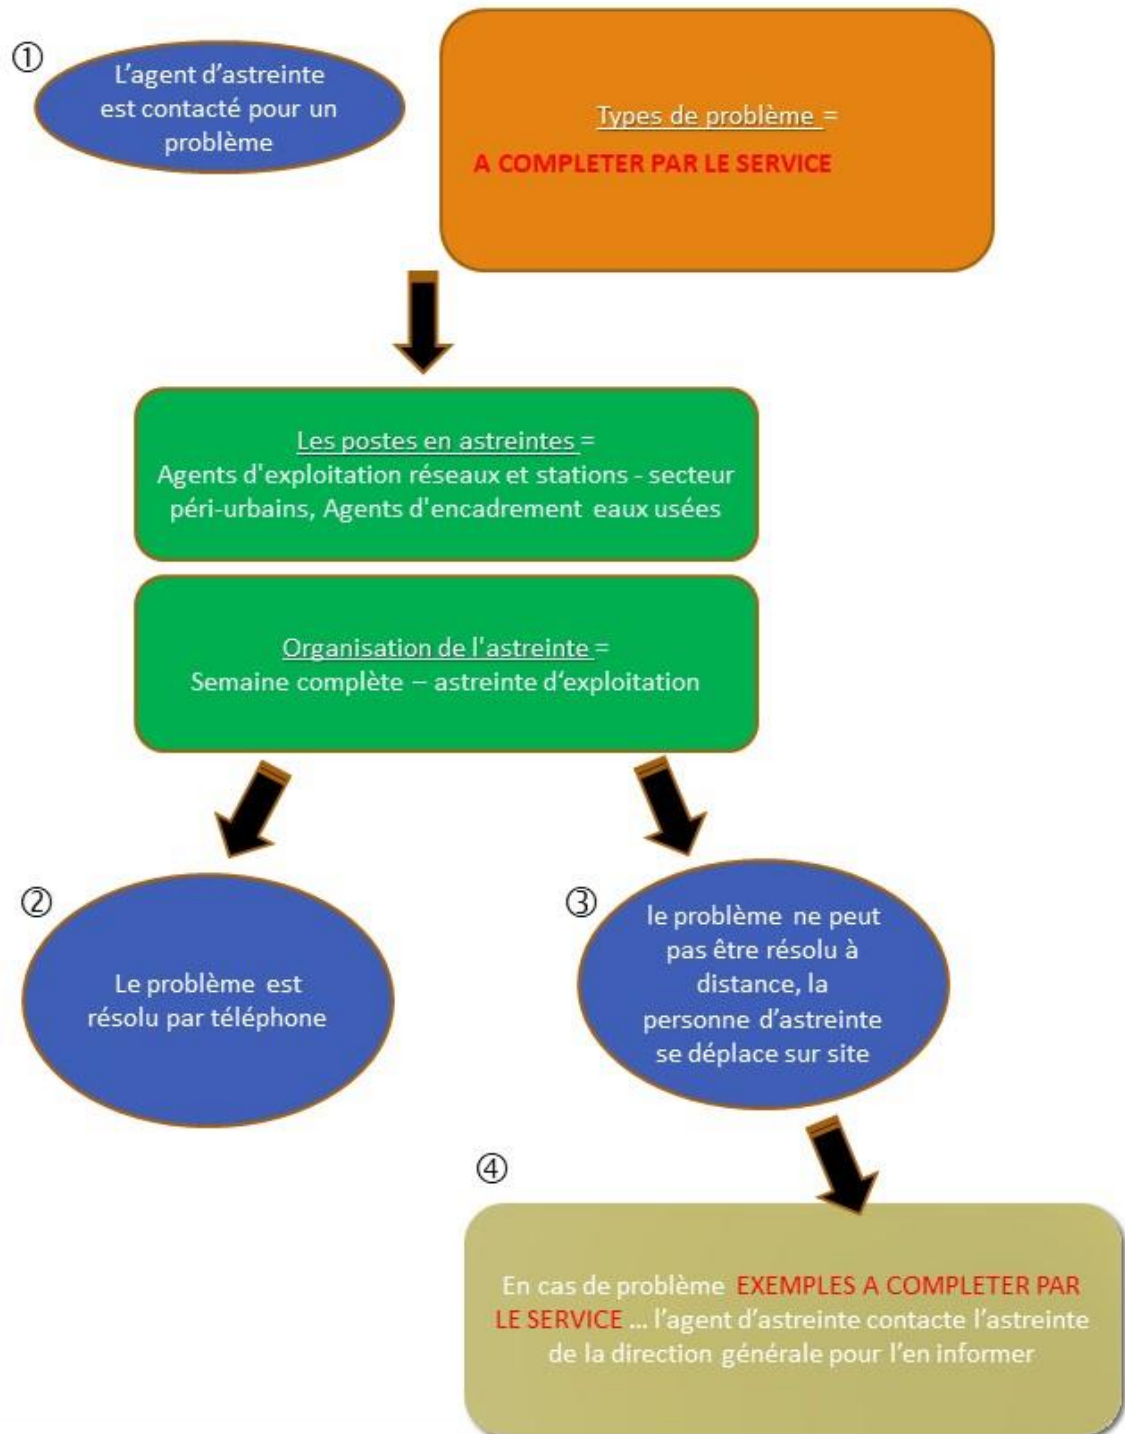 ①
L’agent d’astreinte
est contacté pour un
problème
Types de problème =
A COMPLETER PAR LE SERVICE
Les postes en astreintes =
Agents d'exploitation réseaux et stations - secteur
péri-urbains, Agents d'encadrement eaux usées
Organisation de l'astreinte =
Semaine complète – astreinte d‘exploitation
②
Le problème est
résolu par téléphone
③
le problème ne peut
pas être résolu à
distance, la
personne d’astreinte
se déplace sur site
④
En cas de problème EXEMPLES A COMPLETER PAR
LE SERVICE ... l’agent d’astreinte contacte l’astreinte
de la direction générale pour l’en informer